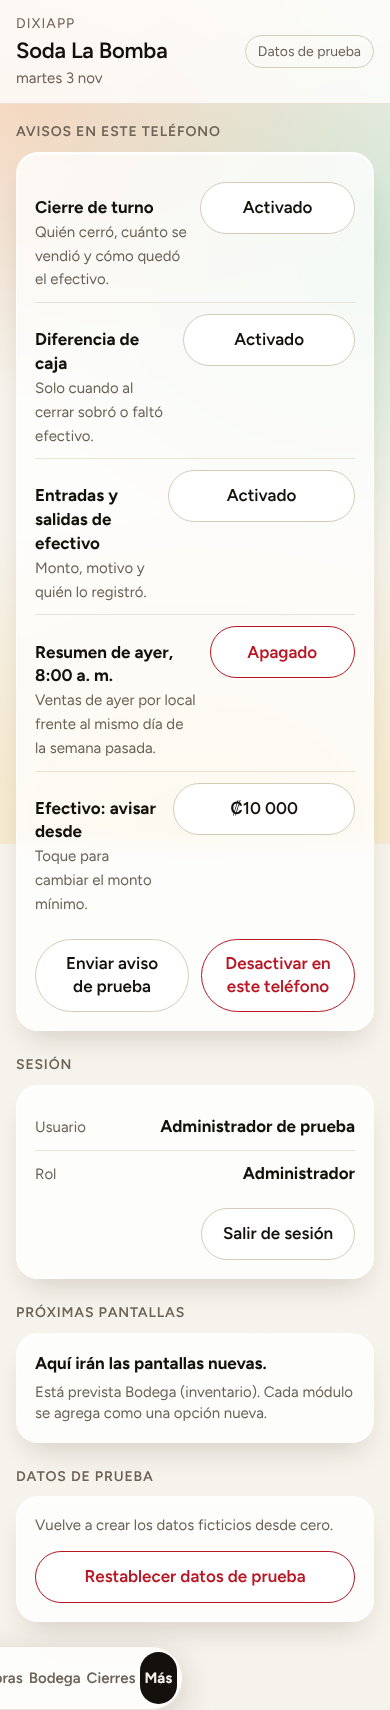 DIXIAPP
Soda La Bomba
martes 3 nov
Datos de prueba
AVISOS EN ESTE TELÉFONO
Cierre de turno
Quién cerró, cuánto se
vendió y cómo quedó
el efectivo.
Activado
Diferencia de
caja
Solo cuando al
cerrar sobró o faltó
efectivo.
Activado
Entradas y
salidas de
efectivo
Monto, motivo y
quién lo registró.
Activado
Resumen de ayer,
8:00 a. m.
Ventas de ayer por local
frente al mismo día de
la semana pasada.
Apagado
Efectivo: avisar
desde
Toque para
cambiar el monto
mínimo.
₡10 000
Enviar aviso
de prueba
Desactivar en
este teléfono
SESIÓN
Usuario Administrador de prueba
Rol Administrador
Salir de sesión
PRÓXIMAS PANTALLAS
Aquí irán las pantallas nuevas.
Está prevista Bodega (inventario). Cada módulo
se agrega como una opción nueva.
DATOS DE PRUEBA
Vuelve a crear los datos ficticios desde cero.
Restablecer datos de prueba
Bodega Cierres Más